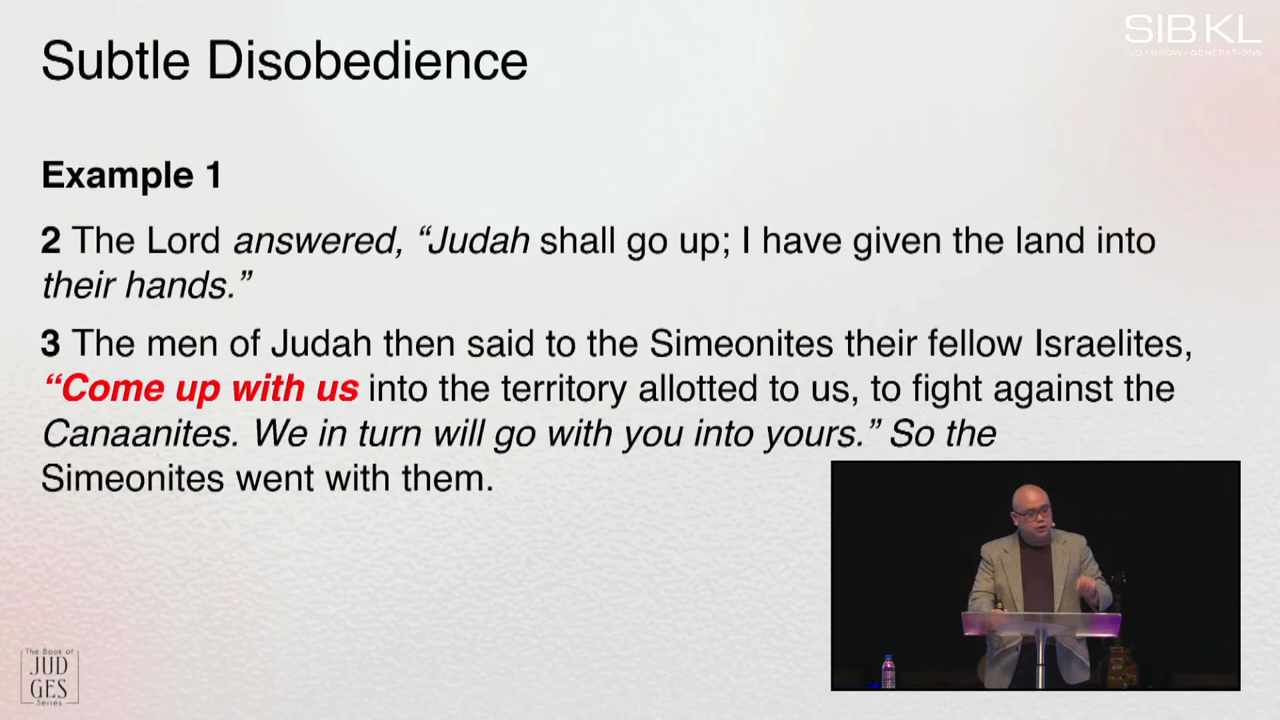 Subtle Disobedience
SIB KL
GO • GROW • GENERATIONS
Example 1
2 The Lord answered, “Judah shall go up; I have given the land into
their hands.”
3 The men of Judah then said to the Simeonites their fellow Israelites,
“Come up with us into the territory allotted to us, to fight against the
Canaanites. We in turn will go with you into yours.” So the
Simeonites went with them.
The Book of
JUD
GES
Series